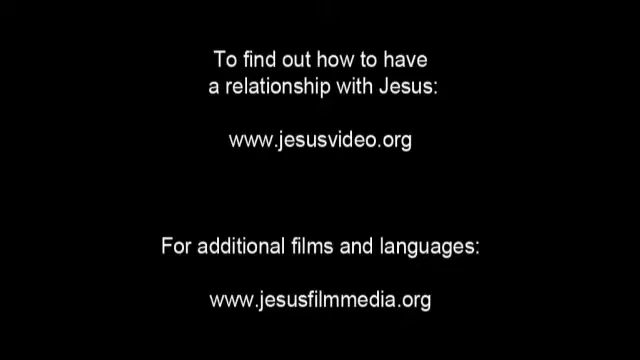 To find out how to have
a relationship with Jesus:
www.jesusvideo.org
For additional films and languages:
www.jesusfilmmedia.org